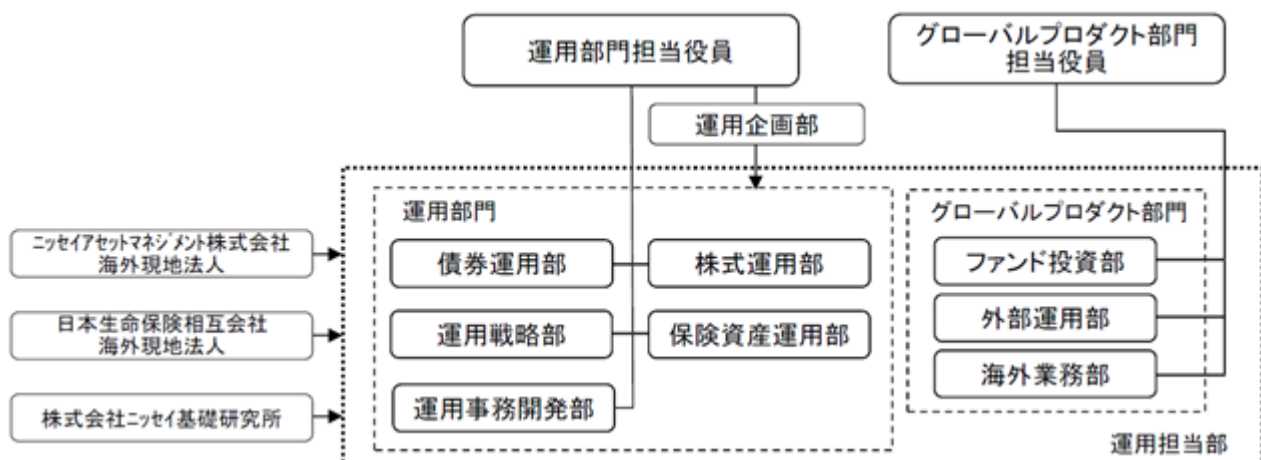 運用部門担当役員
グローバルプロダクト部門
担当役員
運用企画部
運用部門
グローバルプロダクト部門
ニッセイアセットマネジメント株式会社
海外現地法人
債券運用部
株式運用部
ファンド投資部
日本生命保険相互会社
海外現地法人
運用戦略部
保険資産運用部
外部運用部
海外業務部
株式会社ニッセイ基礎研究所
運用事務開発部
運用担当部